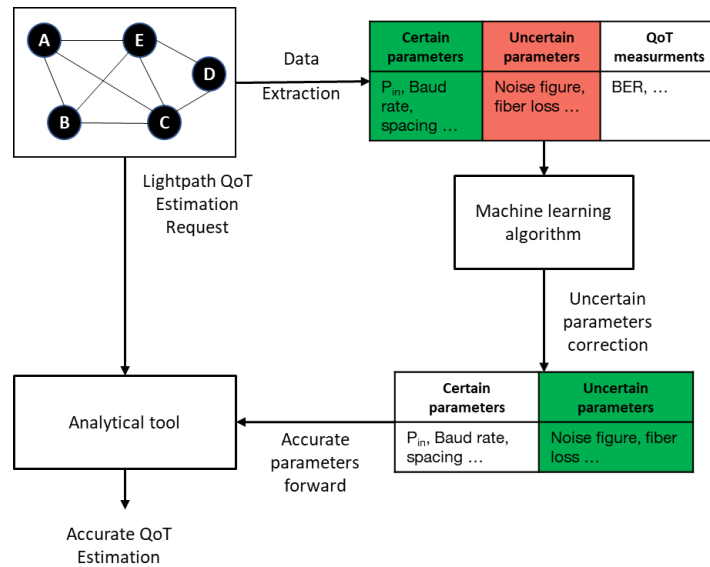 A
E
D
B
C
Data
Extraction
Certain
parameters
Uncertain
parameters
QoT
measurments
Pin, Baud
rate,
spacing ...
Noise figure,
fiber loss ...
BER, ...
Lightpath QoT
Estimation
Request
Machine learning
algorithm
Uncertain
parameters
correction
Certain
parameters
Uncertain
parameters
Pin, Baud rate,
spacing ...
Noise figure, fiber
loss ...
Analytical tool
Accurate
parameters
forward
Accurate QoT
Estimation